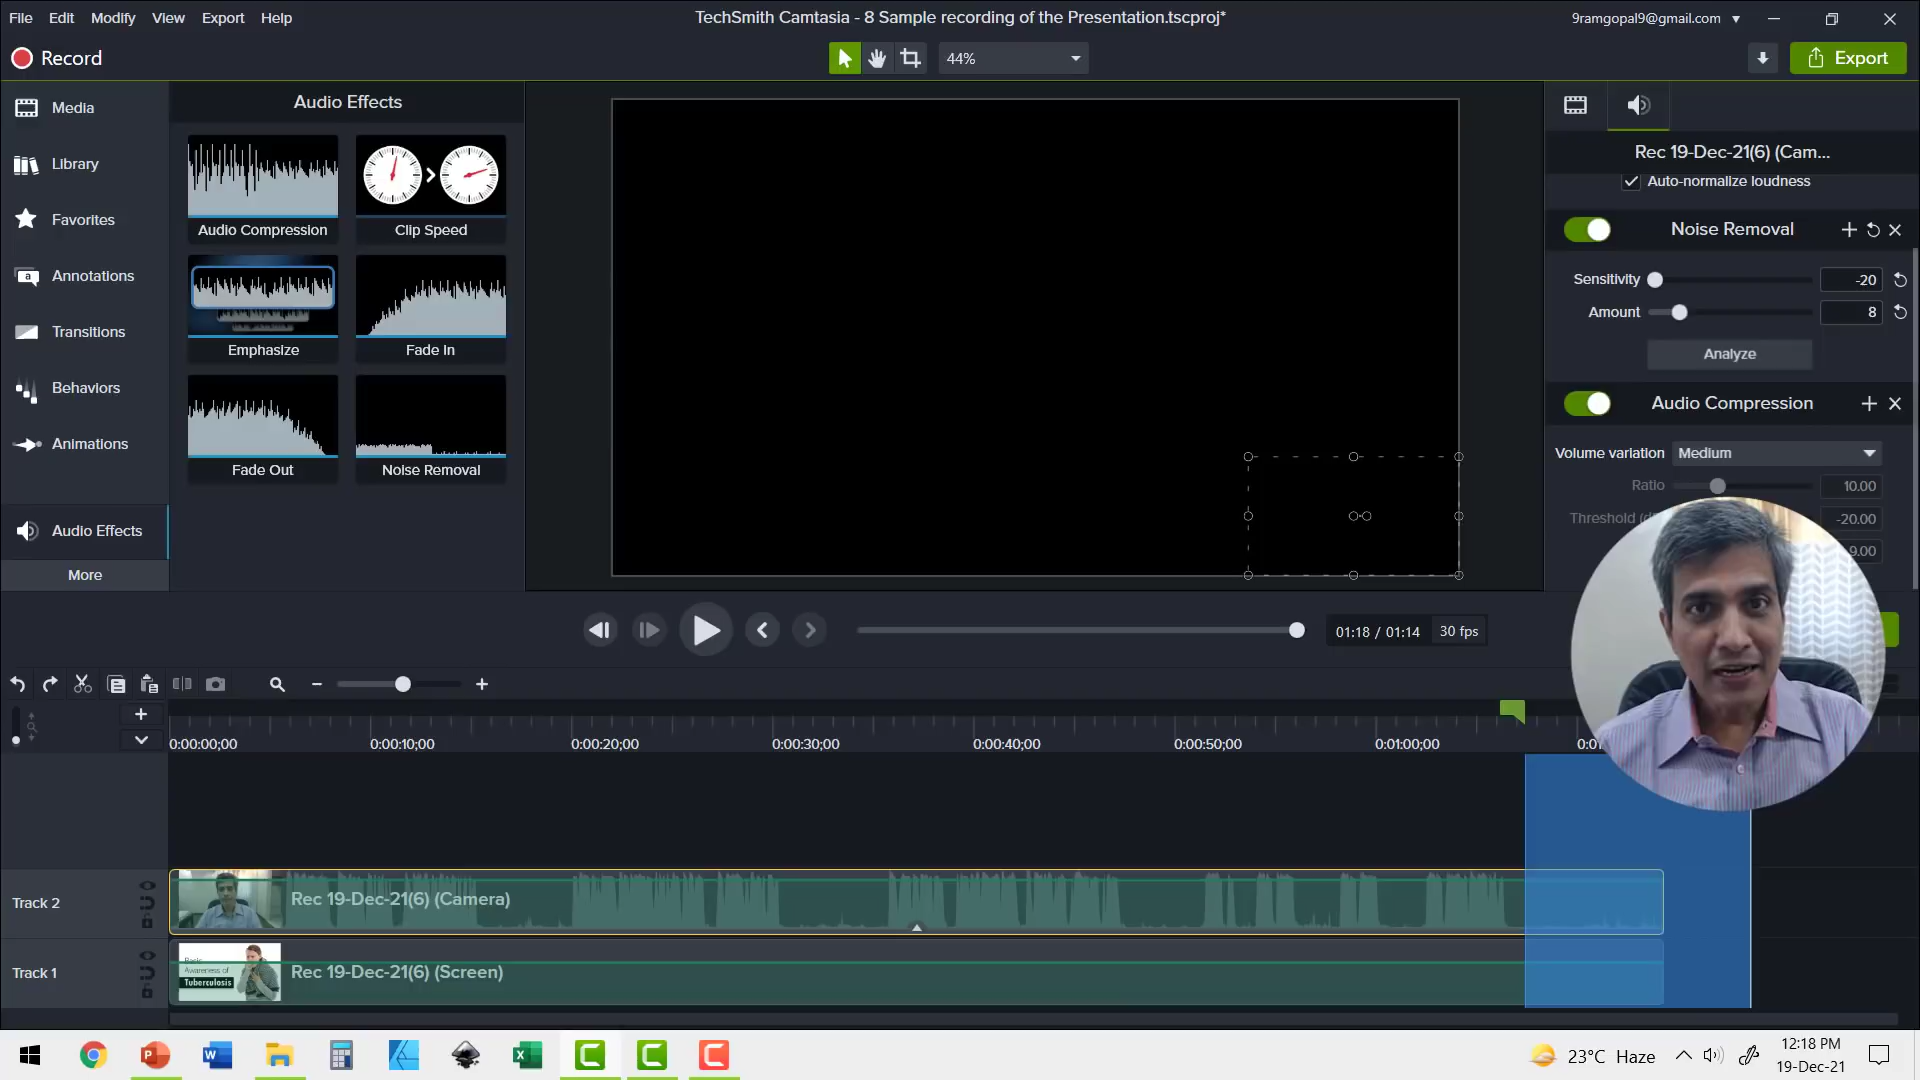 File Edit Modify View Export Help
TechSmith Camtasia - 8 Sample recording of the Presentation.tscproj*
9ramgopal9@gmail.com
Record
44%
Export
Media
Library
Favorites
Annotations
Transitions
Behaviors
Animations
Audio Effects
More
Audio Effects
Audio Compression
Clip Speed
Emphasize
Fade In
Fade Out
Noise Removal
Rec 19-Dec-21(6) (Cam...
Auto-normalize loudness
Noise Removal
Sensitivity -20
Amount 8
Analyze
Audio Compression
Volume variation Medium
Ratio 10.00
Threshold -20.00
9.00
01:18 / 01:14 30 fps
0:00:00;00 0:00:10;00 0:00:20;00 0:00:30;00 0:00:40;00 0:00:50;00 0:01:00;00
Track 2
Rec 19-Dec-21(6) (Camera)
Track 1
Basic
Awareness of
Tuberculosis
Rec 19-Dec-21(6) (Screen)
23°C Haze
12:18 PM
19-Dec-21